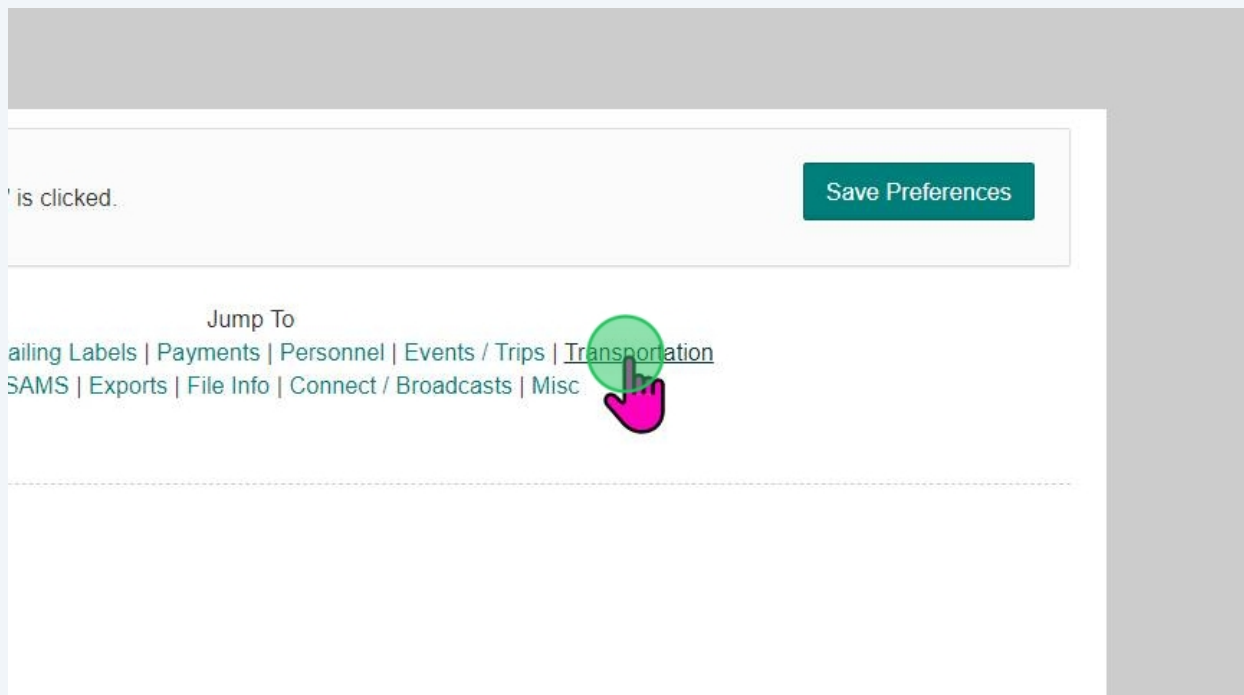 ' is clicked.
Save Preferences
Jump To
ailing Labels | Payments | Personnel | Events / Trips | Transportation
SAMS | Exports | File Info | Connect / Broadcasts | Misc